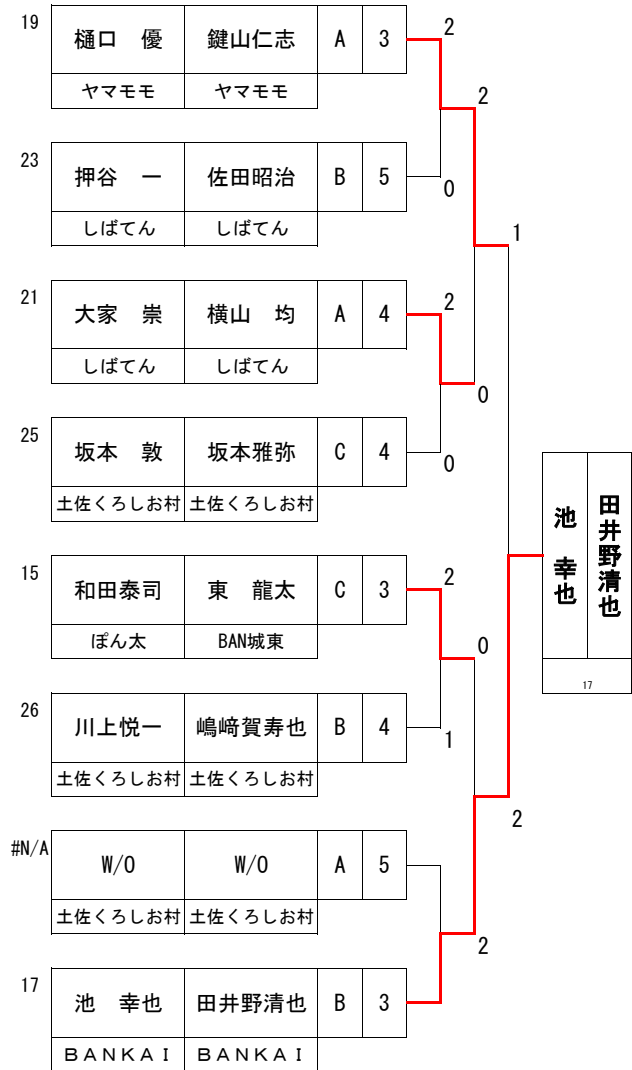 19 樋口　優 鍵山仁志 A 3 2
ヤマモモ ヤマモモ
2
23 押谷　一 佐田昭治 B 5 0
しばてん しばてん
1
21 大家　崇 横山　均 A 4 2
しばてん しばてん
0
25 坂本　敦 坂本雅弥 C 4 0
土佐くろしお村 土佐くろしお村
池　幸也 田井野清也
17
15 和田泰司 東　龍太 C 3 2
ぽん太 BAN城東
0
26 川上悦一 嶋﨑賀寿也 B 4 1
土佐くろしお村 土佐くろしお村
2
#N/A W/O W/O A 5
土佐くろしお村 土佐くろしお村
2
17 池　幸也 田井野清也 B 3
ＢＡＮＫＡＩ ＢＡＮＫＡＩ